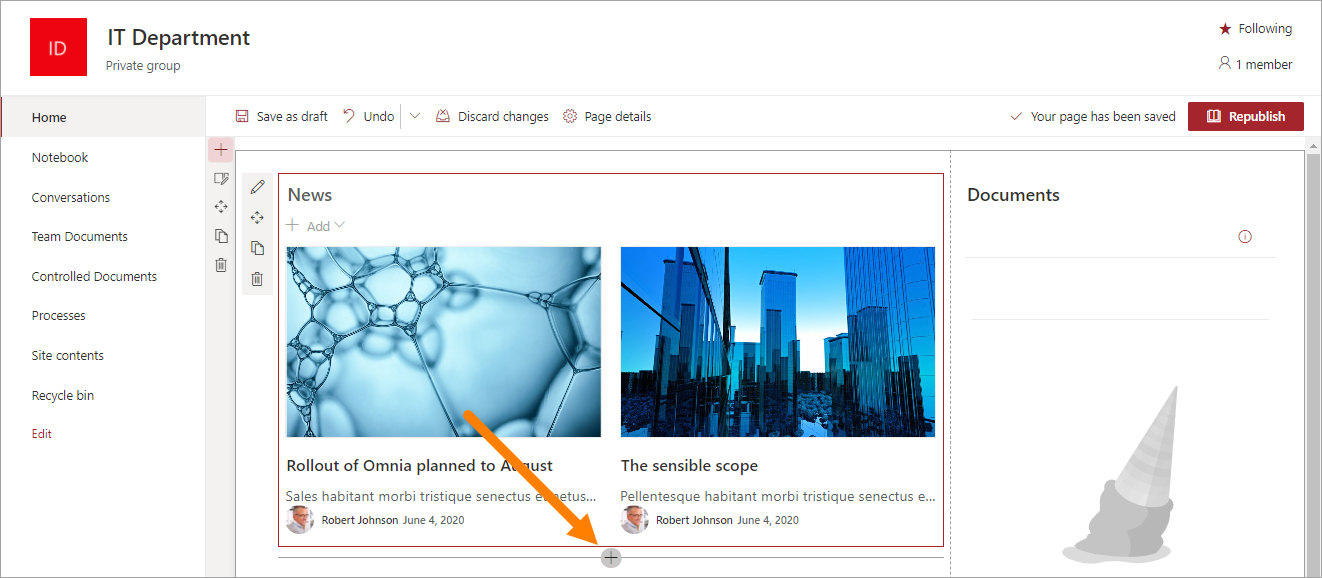 ID
IT Department
Private group
Following
1 member
Home
Notebook
Conversations
Team Documents
Controlled Documents
Processes
Site contents
Recycle bin
Edit
Save as draft
Undo
Discard changes
Page details
Your page has been saved
Republish
News
Add
Rollout of Omnia planned to August
Sales habitant morbi tristique senectus et netus...
Robert Johnson June 4, 2020
The sensible scope
Pellentesque habitant morbi tristique senectus e...
Robert Johnson June 4, 2020
Documents